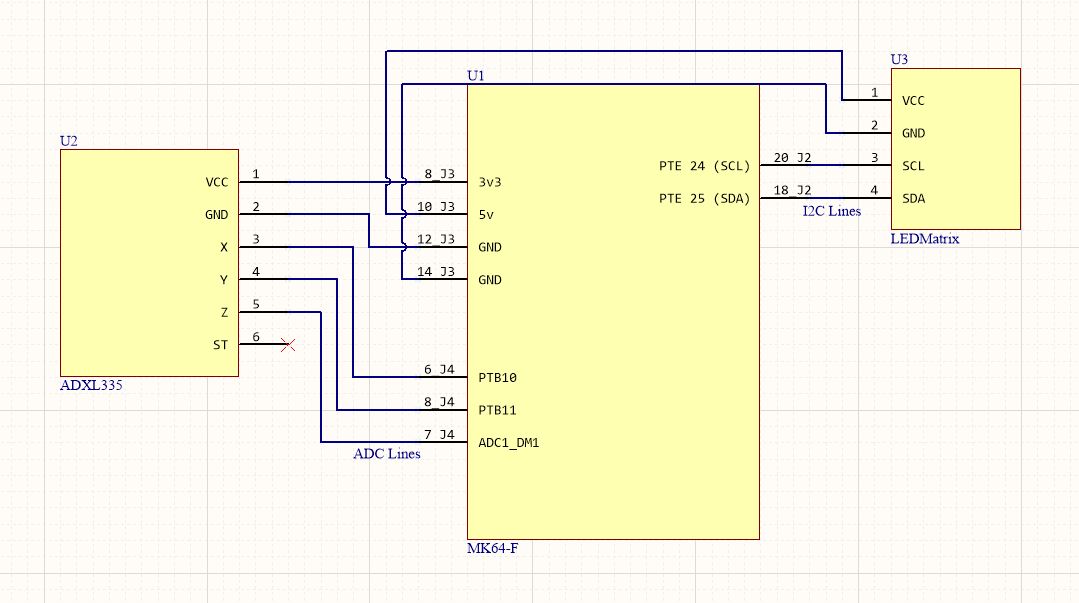 U3
U1
1
VCC
2
GND
U2
PTE 24 (SCL)
20_J2
3
SCL
VCC
1
8_J3
3v3
PTE 25 (SDA)
18_J2
4
SDA
GND
2
10_J3
5v
I2C Lines
X
3
12_J3
GND
LEDMatrix
Y
4
14_J3
GND
Z
5
ST
6
6_J4
PTB10
ADXL335
8_J4
PTB11
7_J4
ADC1_DM1
ADC Lines
MK64-F